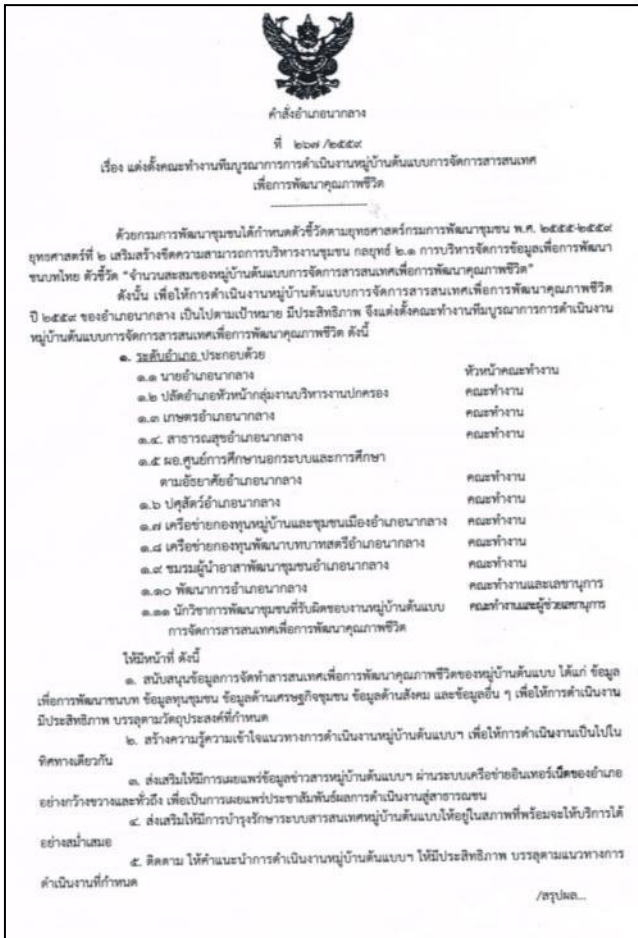 คำสั่งอำเภอนากลาง
ที่ ๒๖๗ /๒๕๕๙
เรื่อง แต่งตั้งคณะทำงานทีมบูรณาการการดำเนินงานหมู่บ้านต้นแบบการจัดการสารสนเทศ
เพื่อการพัฒนาคุณภาพชีวิต
ด้วยกรมการพัฒนาชุมชนได้กำหนดตัวชี้วัดตามยุทธศาสตร์กรมการพัฒนาชุมชน พ.ศ. ๒๕๕๕-๒๕๕๙
ยุทธศาสตร์ที่ ๒ เสริมสร้างขีดความสามารถการบริหารงานชุมชน กลยุทธ์ ๒.๑ การบริหารจัดการข้อมูลเพื่อการพัฒนา
ชนบทไทย ตัวชี้วัด "จำนวนสะสมของหมู่บ้านต้นแบบการจัดการสารสนเทศเพื่อการพัฒนาคุณภาพชีวิต"
ดังนั้น เพื่อให้การดำเนินงานหมู่บ้านต้นแบบการจัดการสารสนเทศเพื่อการพัฒนาคุณภาพชีวิต
ปี ๒๕๕๙ ของอำเภอนากลาง เป็นไปตามเป้าหมาย มีประสิทธิภาพ จึงแต่งตั้งคณะทำงานทีมบูรณาการการดำเนินงาน
หมู่บ้านต้นแบบการจัดการสารสนเทศเพื่อการพัฒนาคุณภาพชีวิต ดังนี้
๑. ระดับอำเภอ ประกอบด้วย
๑.๑ นายอำเภอนากลาง หัวหน้าคณะทำงาน
๑.๒ ปลัดอำเภอหัวหน้ากลุ่มงานบริหารงานปกครอง คณะทำงาน
๑.๓ เกษตรอำเภอนากลาง คณะทำงาน
๑.๔. สาธารณสุขอำเภอนากลาง คณะทำงาน
๑.๕ ผอ.ศูนย์การศึกษานอกระบบและการศึกษา
ตามอัธยาศัยอำเภอนากลาง คณะทำงาน
๑.๖ ปศุสัตว์อำเภอนากลาง คณะทำงาน
๑.๗ เครือข่ายกองทุนหมู่บ้านและชุมชนเมืองอำเภอนากลาง คณะทำงาน
๑.๘ เครือข่ายกองทุนพัฒนาบทบาทสตรีอำเภอนากลาง คณะทำงาน
๑.๙ ชมรมผู้นำอาสาพัฒนาชุมชนอำเภอนากลาง คณะทำงาน
๑.๑๐ พัฒนาการอำเภอนากลาง คณะทำงานและเลขานุการ
๑.๑๑ นักวิชาการพัฒนาชุมชนที่รับผิดชอบงานหมู่บ้านต้นแบบ คณะทำงานและผู้ช่วยเลขานุการ
การจัดการสารสนเทศเพื่อการพัฒนาคุณภาพชีวิต
ให้มีหน้าที่ ดังนี้
๑. สนับสนุนข้อมูลการจัดทำสารสนเทศเพื่อการพัฒนาคุณภาพชีวิตของหมู่บ้านต้นแบบ ได้แก่ ข้อมูล
เพื่อการพัฒนาชนบท ข้อมูลทุนชุมชน ข้อมูลด้านเศรษฐกิจชุมชน ข้อมูลด้านสังคม และข้อมูลอื่น ๆ เพื่อให้การดำเนินงาน
มีประสิทธิภาพ บรรลุตามวัตถุประสงค์ที่กำหนด
๒. สร้างความรู้ความเข้าใจแนวทางการดำเนินงานหมู่บ้านต้นแบบฯ เพื่อให้การดำเนินงานเป็นไปใน
ทิศทางเดียวกัน
๓. ส่งเสริมให้มีการเผยแพร่ข้อมูลข่าวสารหมู่บ้านต้นแบบฯ ผ่านระบบเครือข่ายอินเทอร์เน็ตของอำเภอ
อย่างกว้างขวางและทั่วถึง เพื่อเป็นการเผยแพร่ประชาสัมพันธ์ผลการดำเนินงานสู่สาธารณชน
๔. ส่งเสริมให้มีการบำรุงรักษาระบบสารสนเทศหมู่บ้านต้นแบบให้อยู่ในสภาพที่พร้อมจะให้บริการได้
อย่างสม่ำเสมอ
๕. ติดตาม ให้คำแนะนำการดำเนินงานหมู่บ้านต้นแบบฯ ให้มีประสิทธิภาพ บรรลุตามแนวทางการ
ดำเนินงานที่กำหนด
/สรุปผล...